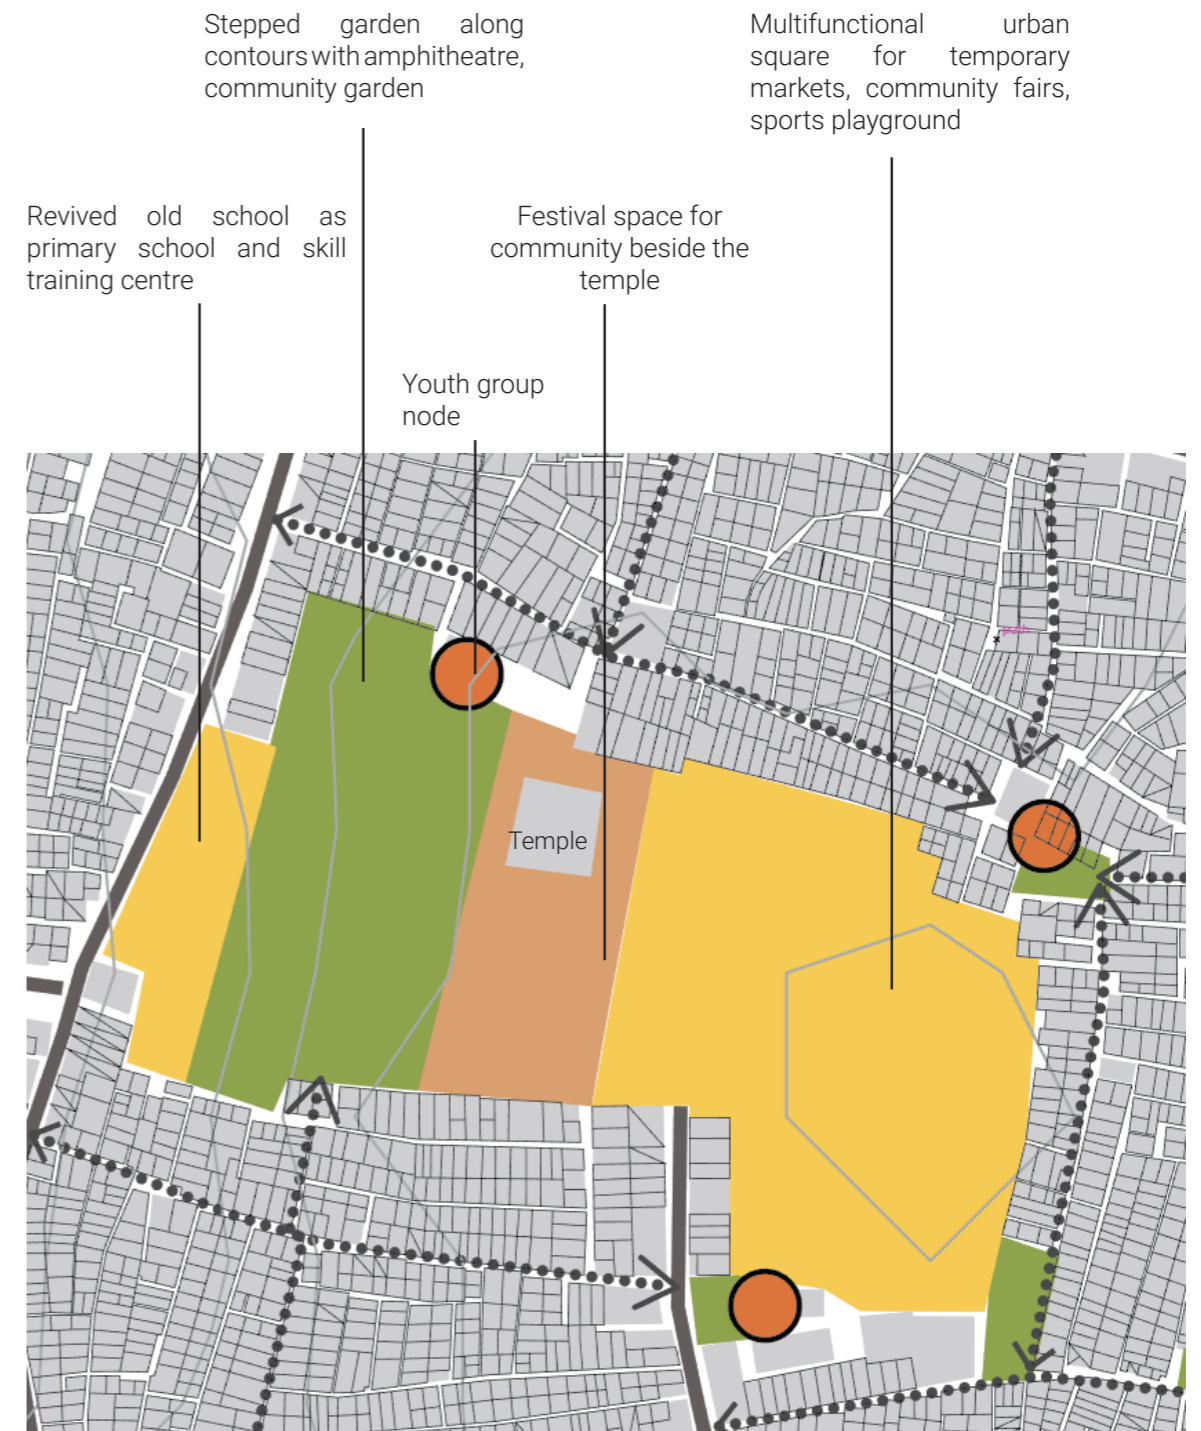 Stepped garden along
contours with amphitheatre,
community garden
Multifunctional urban
square for temporary
markets, community fairs,
sports playground
Revived old school as
primary school and skill
training centre
Festival space for
community beside the
temple
Youth group
node
Temple